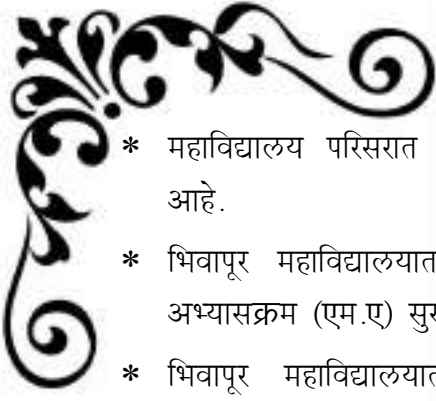 * महाविद्यालय परिसरात
आहे.
* भिवापूर महाविद्यालयात
अभ्यासक्रम (एम.ए)
* भिवापूर महाविद्यालयात